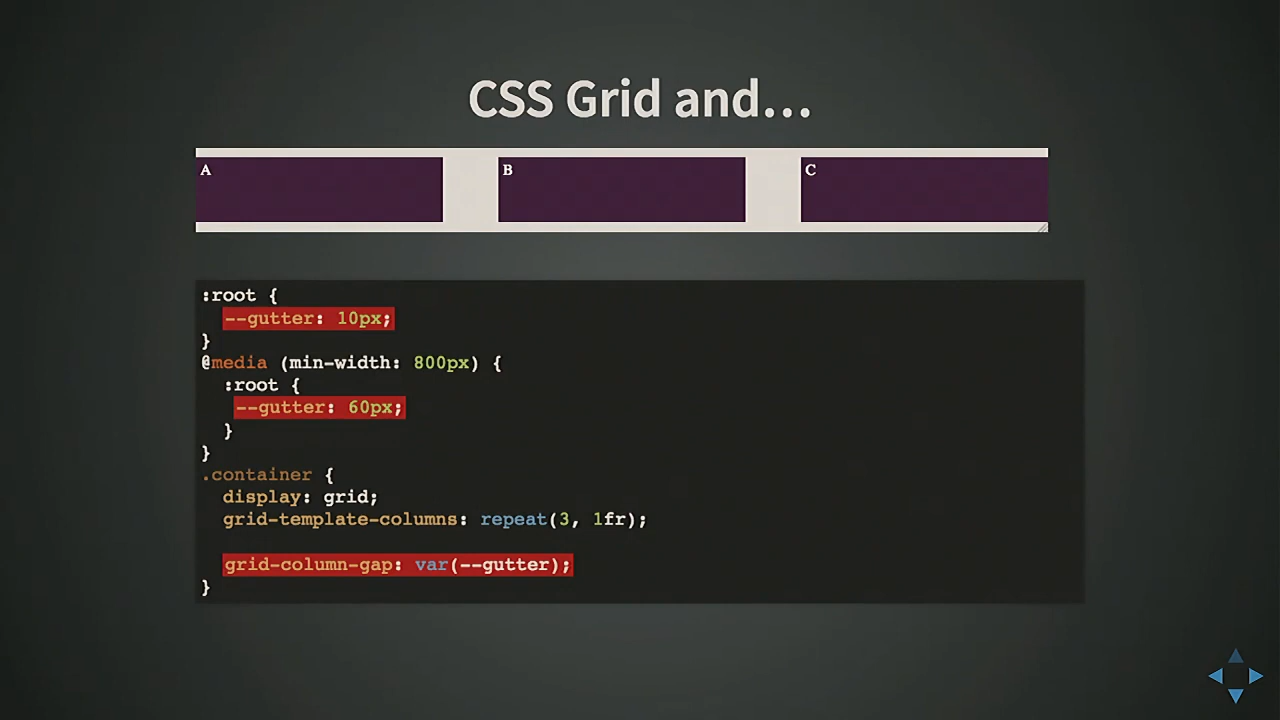 CSS Grid and...
A
B
C
:root {
--gutter: 10px;
}
@media (min-width: 800px) {
:root {
--gutter: 60px;
}
}
.container {
display: grid;
grid-template-columns: repeat(3, 1fr);
grid-column-gap: var(--gutter);
}